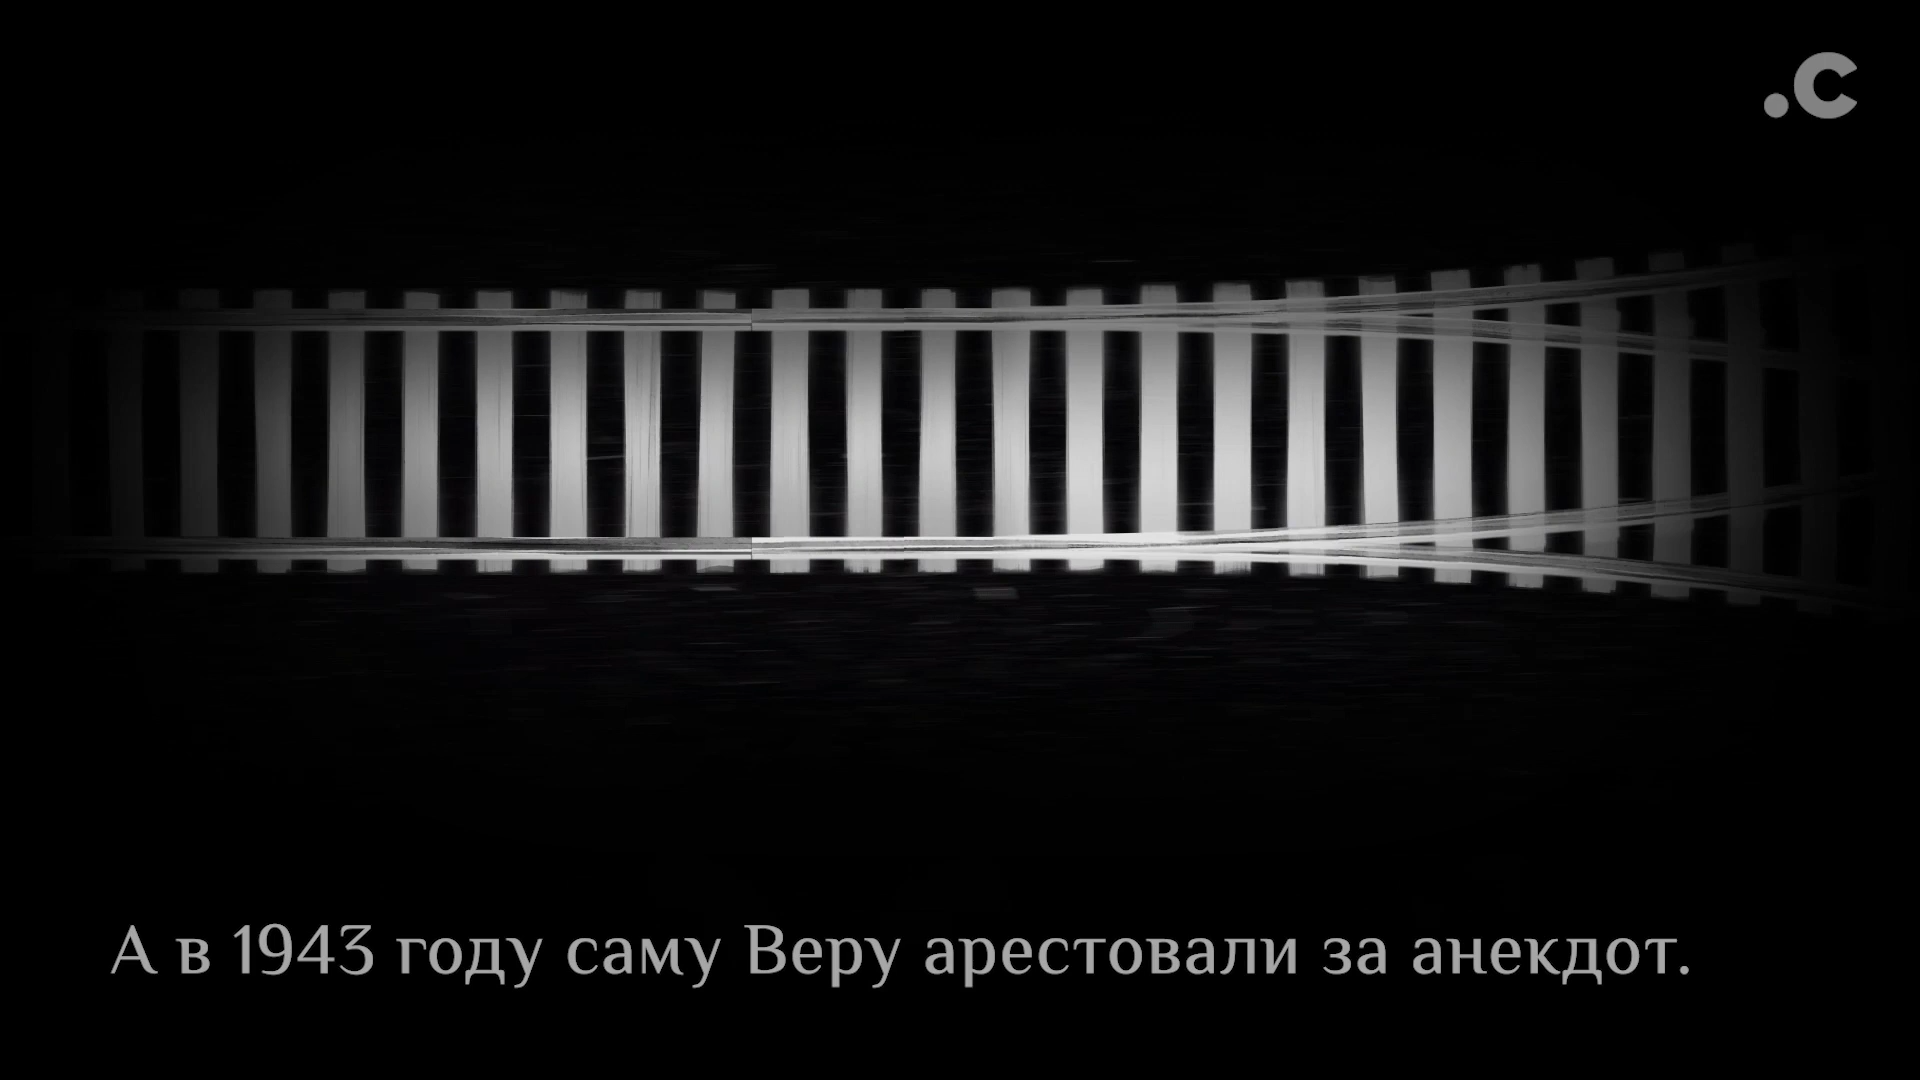 .C
А в 1943 году саму Веру арестовали за анекдот.